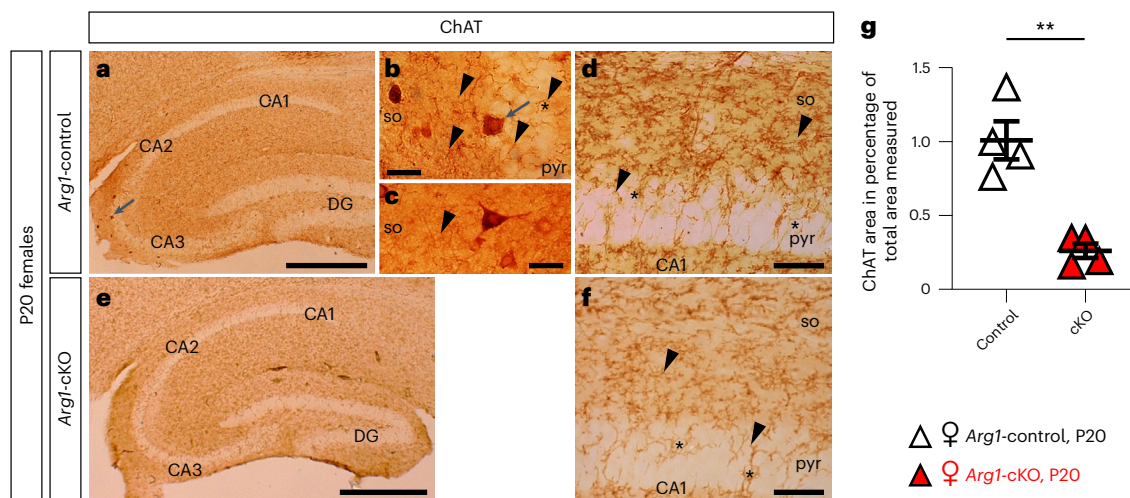 ChAT
P20 females
Arg1-control
a
CA1
CA2
CA3
DG
b
so
*
pyr
c
so
d
so
*
*
pyr
CA1
Arg1-cKO
e
CA1
CA2
CA3
DG
f
so
*
*
pyr
CA1
g
**
ChAT area in percentage of
total area measured
1.5
1.0
0.5
0
Control
cKO
♀ Arg1-control, P20
♀ Arg1-cKO, P20